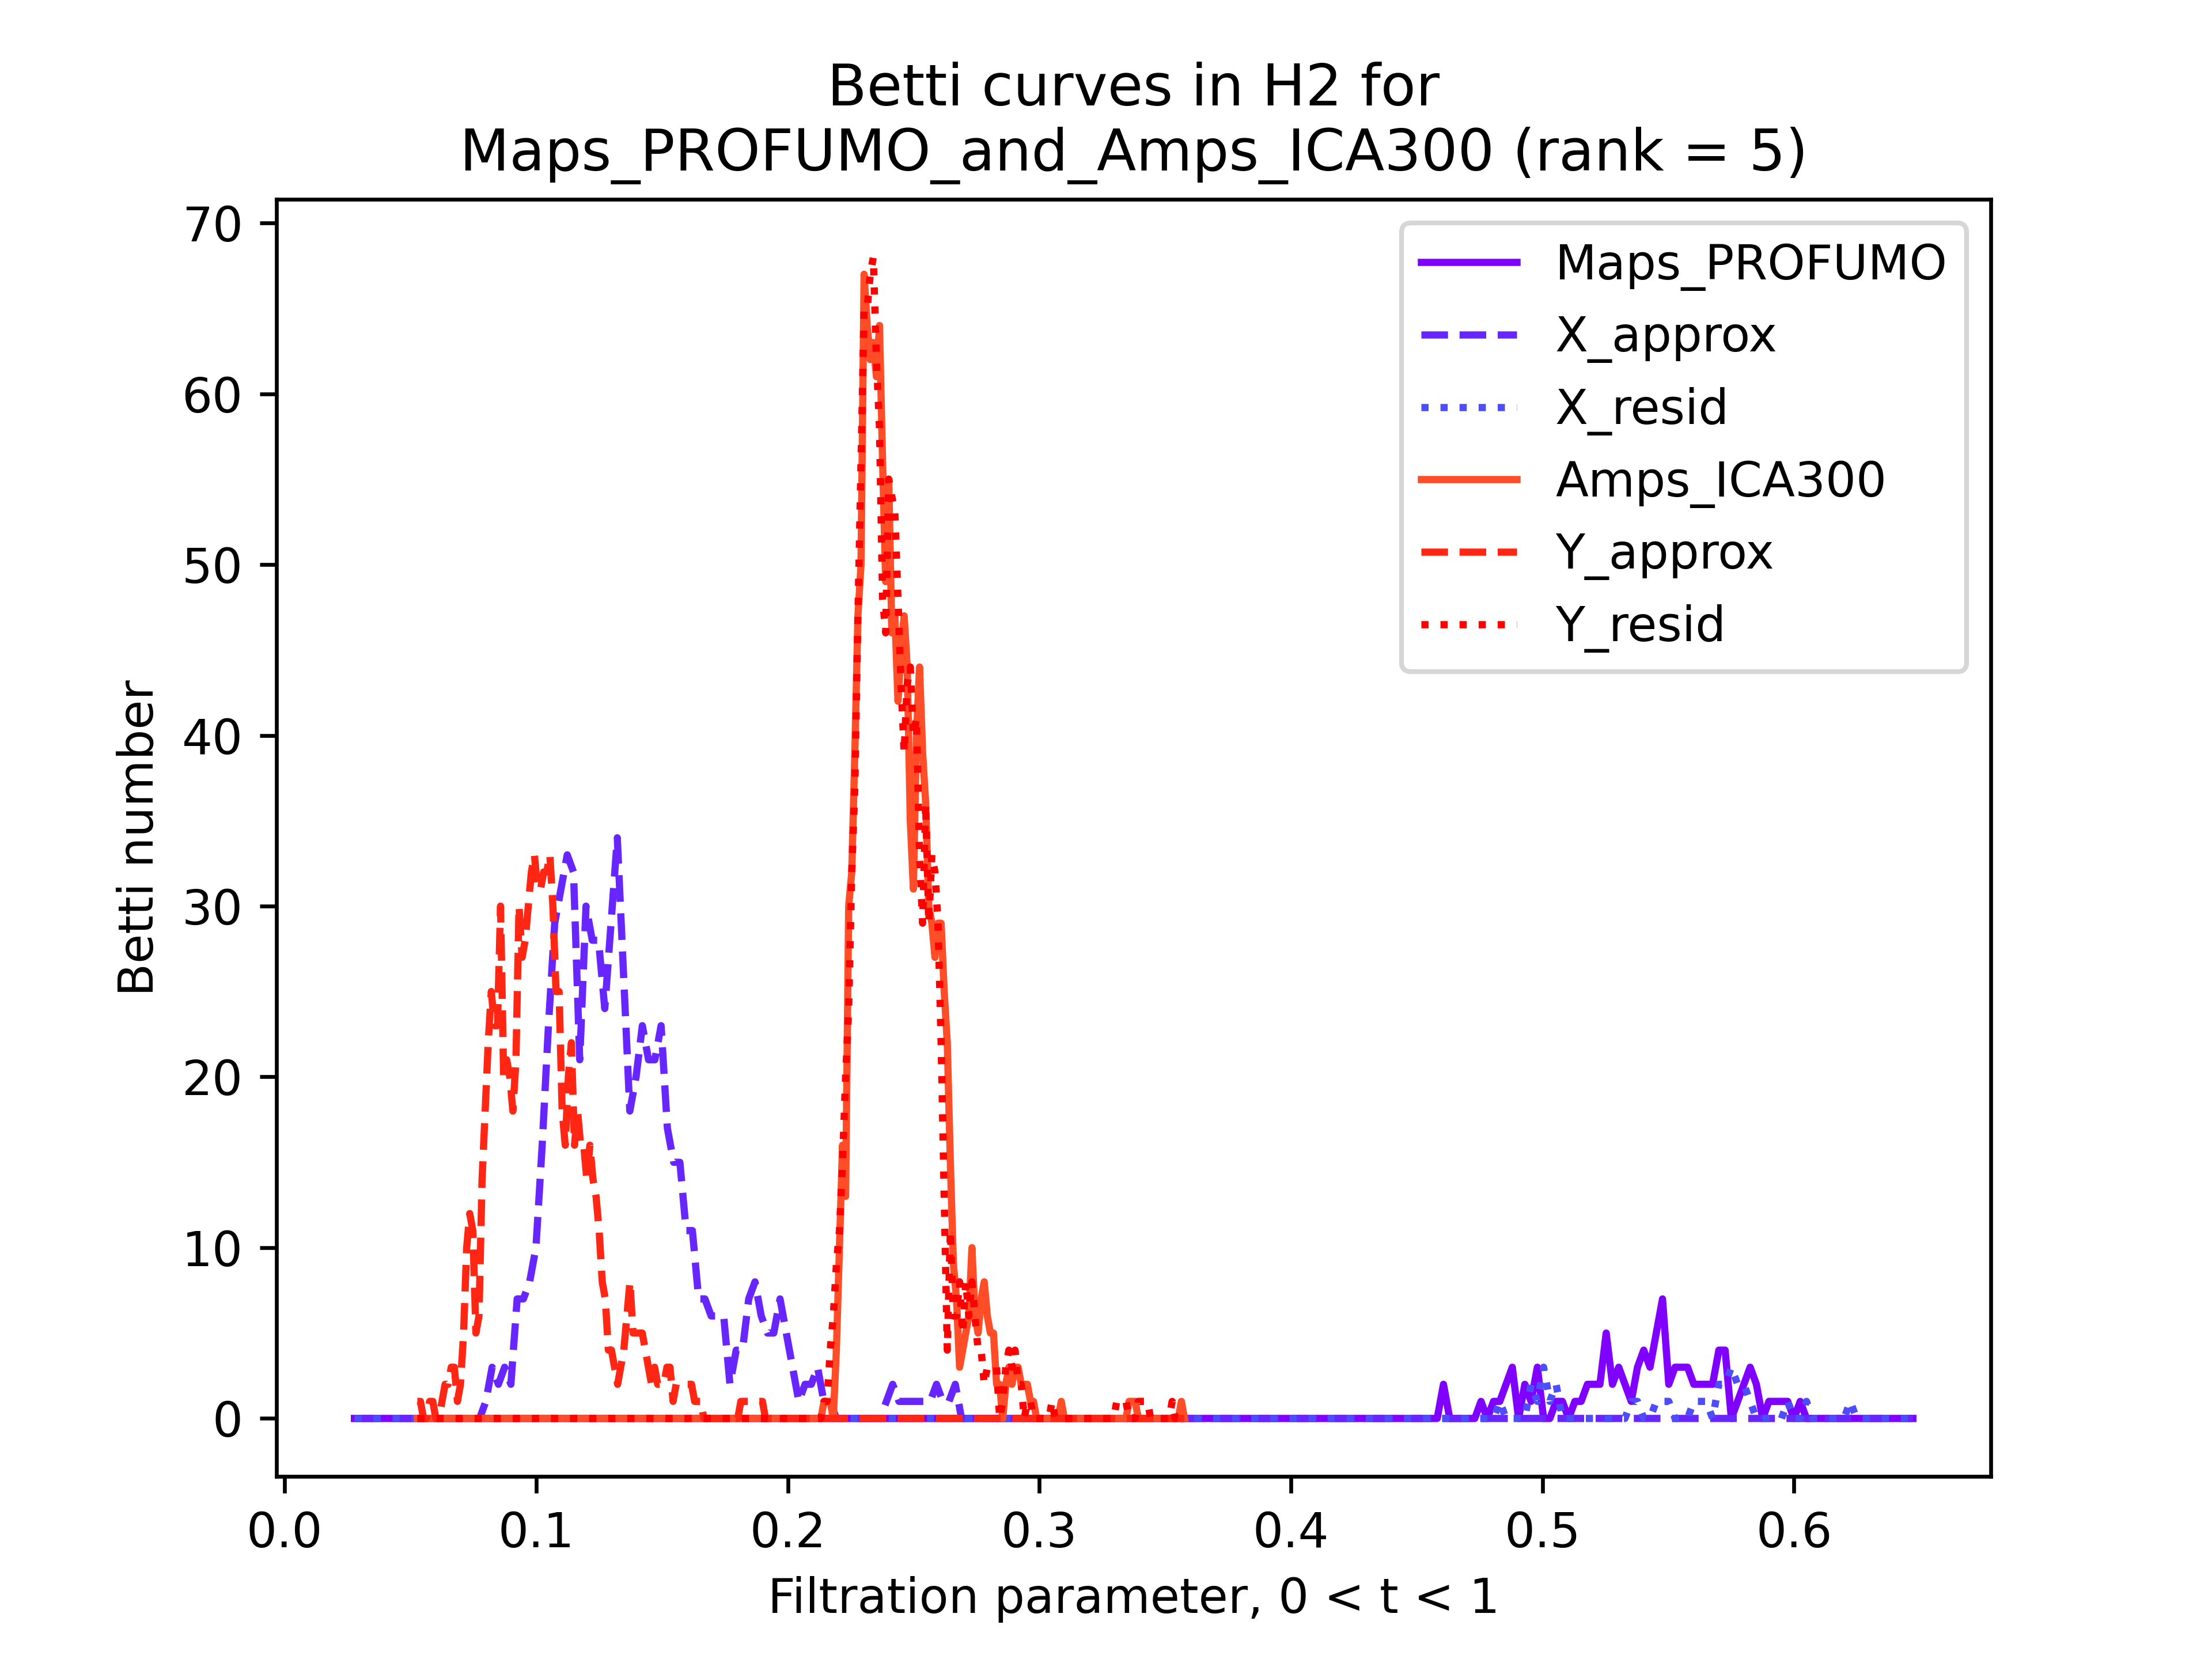 Betti curves in H2 for
Maps_PROFUMO_and_Amps_ICA300 (rank = 5)
70
60
50
40
30
20
10
0
Betti number
Maps_PROFUMO
X_approx
X_resid
Amps_ICA300
Y_approx
Y_resid
0.0 0.1 0.2 0.3 0.4 0.5 0.6
Filtration parameter, 0 < t < 1